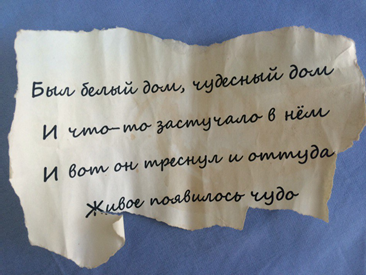 Был белый дом, чудесный дом
И что-то застучало в нём
И вот он треснул и оттуда
Живое появилось чудо